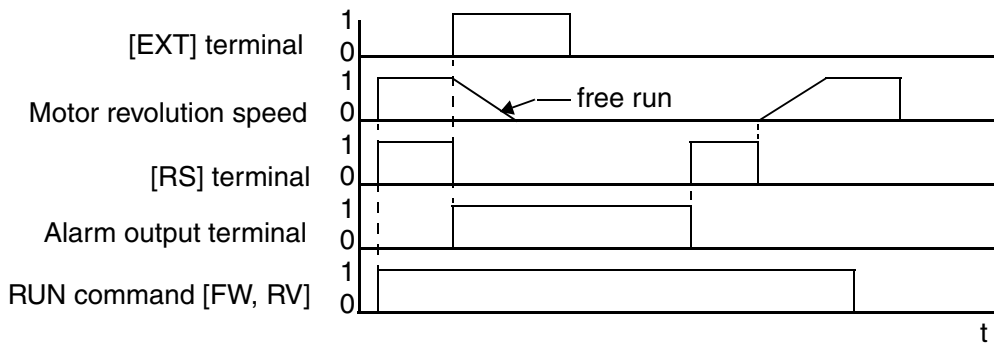 [EXT] terminal
1
0
Motor revolution speed
1
0
free run
[RS] terminal
1
0
Alarm output terminal
1
0
RUN command [FW, RV]
1
0
t